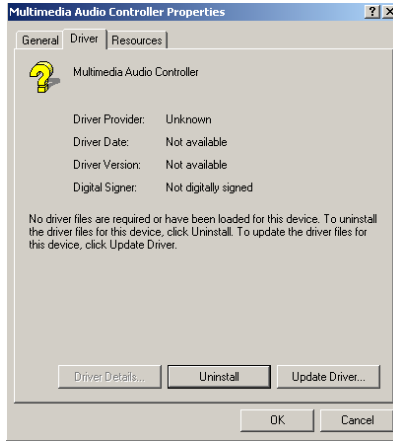 Multimedia Audio Controller Properties
General Driver Resources
Multimedia Audio Controller
Driver Provider: Unknown
Driver Date: Not available
Driver Version: Not available
Digital Signer: Not digitally signed
No driver files are required or have been loaded for this device. To uninstall
the driver files for this device, click Uninstall. To update the driver files for
this device, click Update Driver.
Driver Details... Uninstall Update Driver...
OK Cancel